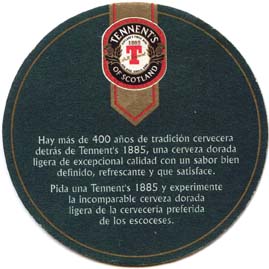 TENNENT'S
1885
T
OF SCOTLAND
Hay más de 400 años de tradición cervecera
detrás de Tennent's 1885, una cerveza dorada
ligera de excepcional calidad con un sabor bien
definido, refrescante y que satisface.
Pida una Tennent's 1885 y experimente
la incomparable cerveza dorada
ligera de la cervecería preferida
de los escoceses.